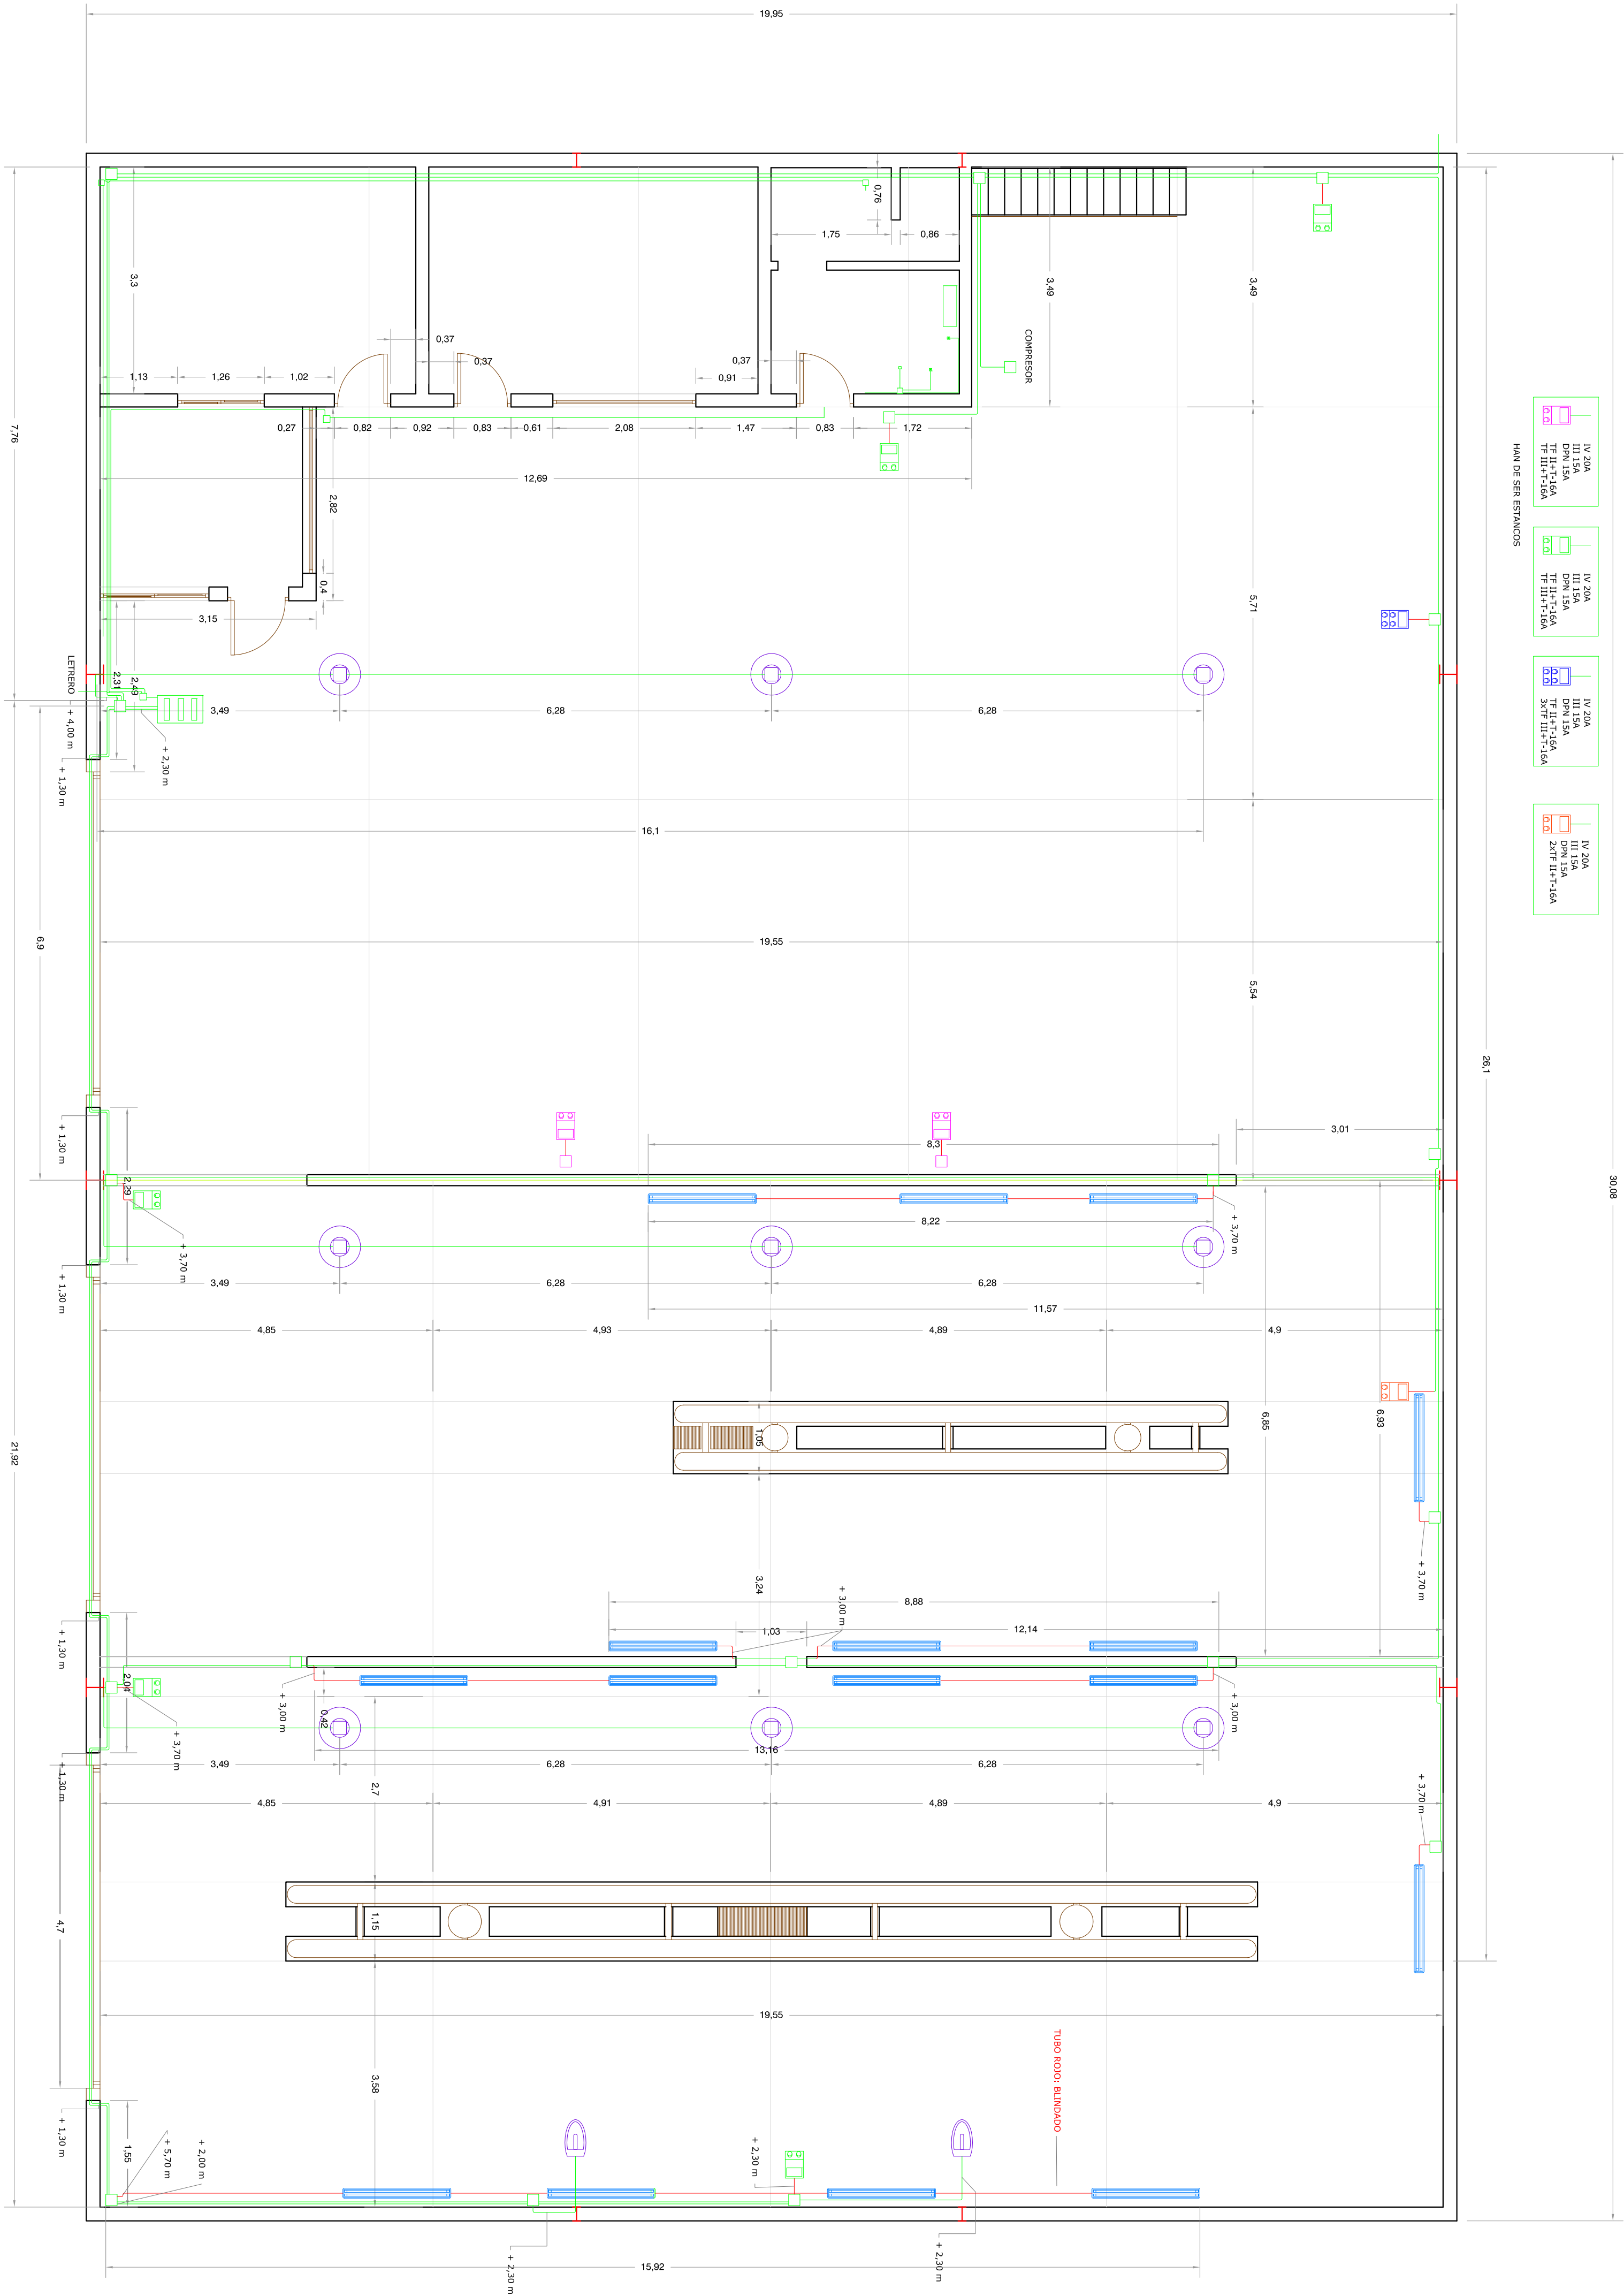 19,95
0,76
1,75
0,86
3,3
3,49
3,49
COMPRESOR
0,37
0,37
0,37
0,91
1,13
1,26
1,02
0,27
0,82
0,92
0,83
0,61
2,08
1,47
0,83
1,72
7,76
12,69
2,82
0,4
3,15
5,71
IV 20A
III 15A
DPN 15A
TF II+T-16A
TF III+T-16A
HAN DE SER ESTANCOS
IV 20A
III 15A
DPN 15A
TF II+T-16A
TF III+T-16A
IV 20A
III 15A
DPN 15A
TF II+T-16A
3xTF III+T-16A
IV 20A
III 15A
DPN 15A
2xTF II+T-16A
LETRERO
+ 4,00 m
2,31
2,49
3,49
6,28
6,28
+ 2,30 m
+ 1,30 m
16,1
6,9
19,55
5,54
26,1
30,08
+ 1,30 m
8,3
3,01
2,29
8,22
+ 3,70 m
+ 3,70 m
+ 1,30 m
3,49
6,28
6,28
11,57
4,85
4,93
4,89
4,9
1,05
6,85
6,93
21,92
3,24
+ 3,70 m
+ 3,00 m
8,88
1,03
12,14
+ 1,30 m
2,04
+ 3,00 m
0,42
+ 3,00 m
+ 3,70 m
13,16
3,49
6,28
6,28
+ 1,30 m
2,7
+ 3,70 m
4,85
4,91
4,89
4,9
1,15
4,7
19,55
3,58
TUBO ROJO: BLINDADO
+ 1,30 m
1,55
+ 5,70 m
+ 2,00 m
+ 2,30 m
+ 2,30 m
+ 2,30 m
15,92